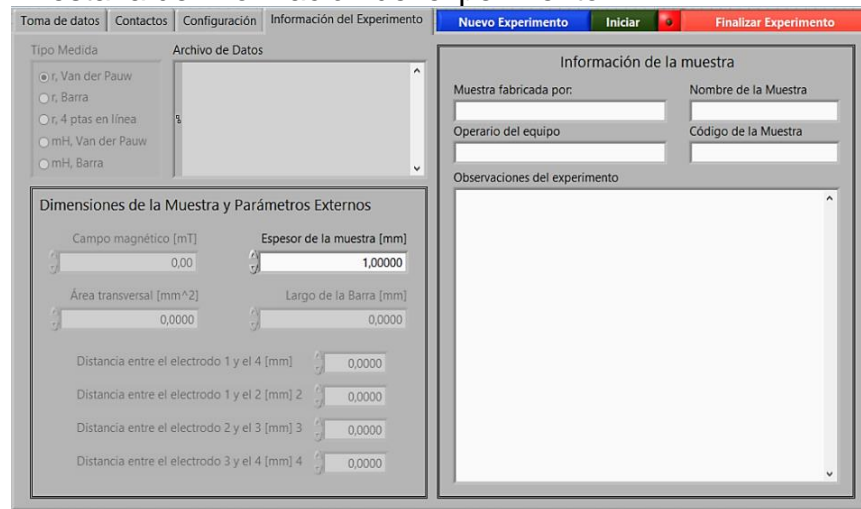 Toma de datos Contactos Configuración Información del Experimento Nuevo Experimento Iniciar Finalizar Experimento
Tipo Medida
r, Van der Pauw
r, Barra
r, 4 ptas en línea
mH, Van der Pauw
mH, Barra
Archivo de Datos
Dimensiones de la Muestra y Parámetros Externos
Campo magnético [mT] Espesor de la muestra [mm]
0,00 1,00000
Área transversal [mm^2] Largo de la Barra [mm]
0,0000 0,0000
Distancia entre el electrodo 1 y el 4 [mm] 0,0000
Distancia entre el electrodo 1 y el 2 [mm] 2 0,0000
Distancia entre el electrodo 2 y el 3 [mm] 3 0,0000
Distancia entre el electrodo 3 y el 4 [mm] 4 0,0000
Información de la muestra
Muestra fabricada por: Nombre de la Muestra
Operario del equipo Código de la Muestra
Observaciones del experimento